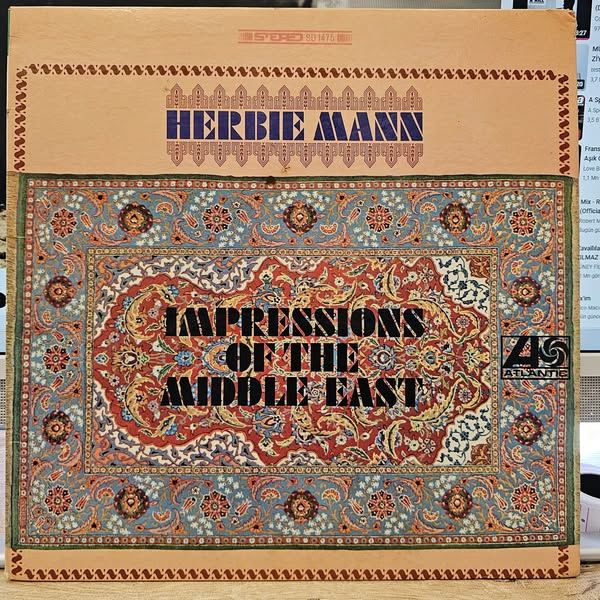 STEREO SD 1475
HERBIE MANN
IMPRESSIONS
OF THE
MIDDLE EAST
A
ATLANTIC